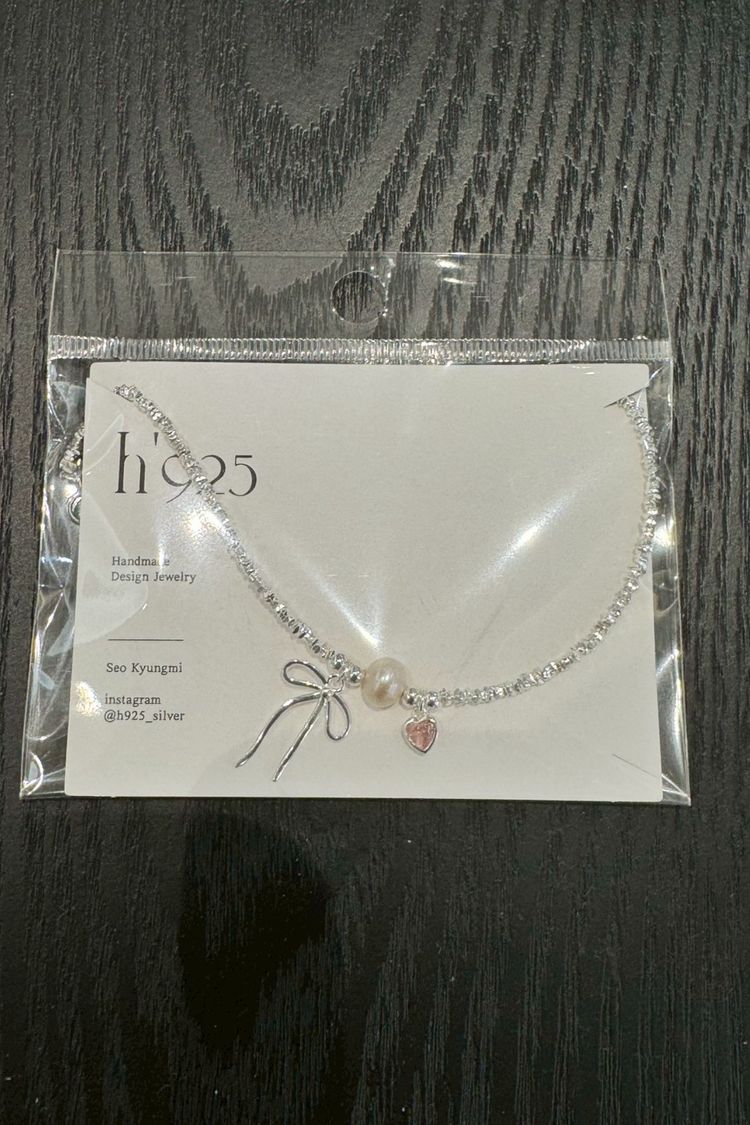 h'925
Handmade
Design Jewelry
Seo Kyungmi
instagram
@h925_silver